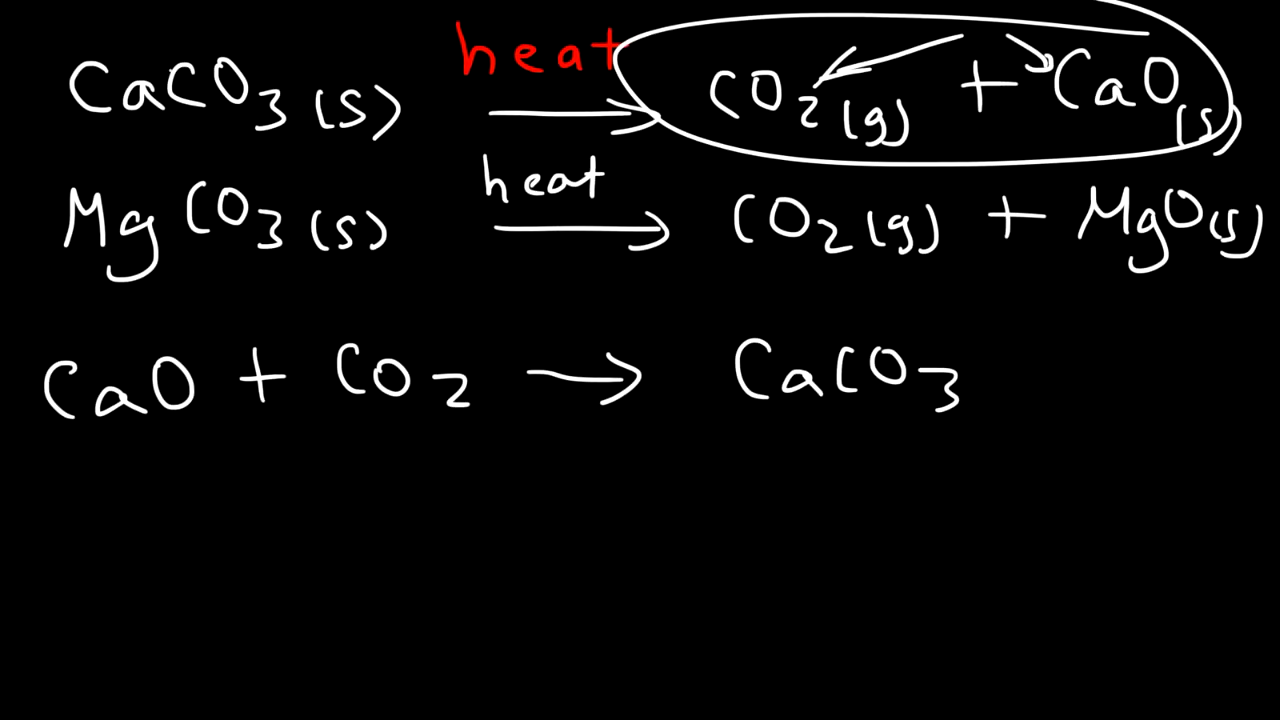 CaCO₃(s) heat → CO₂(g) + CaO(s)
MgCO₃(s) heat → CO₂(g) + MgO(s)
CaO + CO₂ → CaCO₃